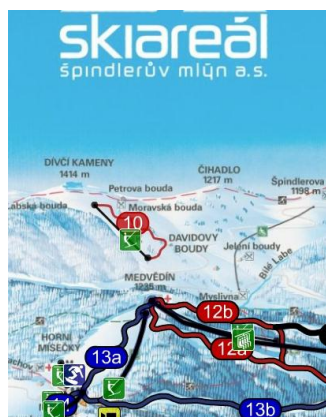 skiareál
špindlerův mlýn a.s.
DÍVČÍ KAMENY
1414 m
ČIHADLO
1217 m
Špindlerova
1198 m
Petrova bouda
Labská bouda
Moravská bouda
10
DAVIDOVY
BOUDY
Jelení boudy
Bílé Labe
MEDVĚDÍN
1235 m
Myslivna
12b
12a
HORNÍ
MÍSEČKY
13a
13b